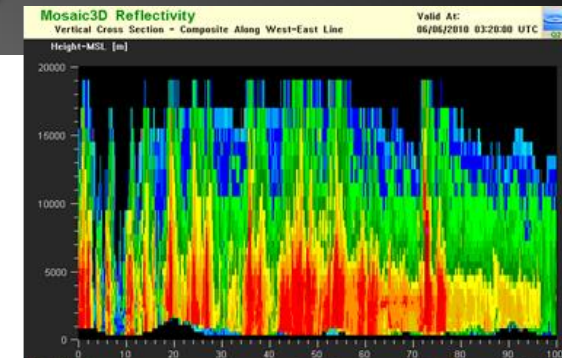 Mosaic3D Reflectivity
Vertical Cross Section - Composite Along West-East Line
Valid At:
06/06/2010 03:20:00 UTC
Q2
Height-MSL [m]
20000
15000
10000
5000
0
0 10 20 30 40 50 60 70 80 90 100